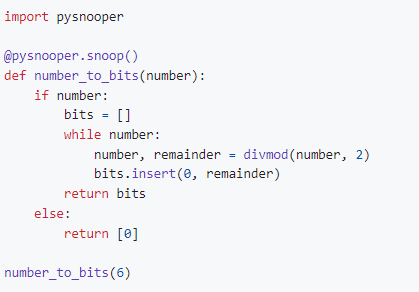 import pysnooper

@pysnooper.snoop()
def number_to_bits(number):
    if number:
        bits = []
        while number:
            number, remainder = divmod(number, 2)
            bits.insert(0, remainder)
        return bits
    else:
        return [0]

number_to_bits(6)